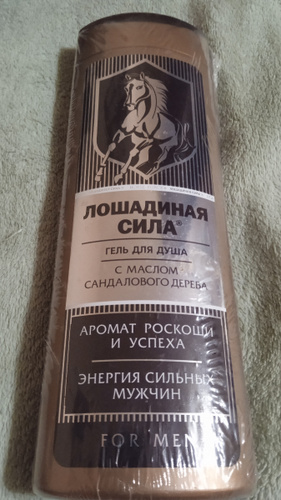 ЛОШАДИНАЯ
СИЛА®
ГЕЛЬ ДЛЯ ДУША
С МАСЛОМ
САНДАЛОВОГО ДЕРЕВА
АРОМАТ РОСКОШИ
И УСПЕХА
ЭНЕРГИЯ СИЛЬНЫХ
МУЖЧИН
FOR MEN